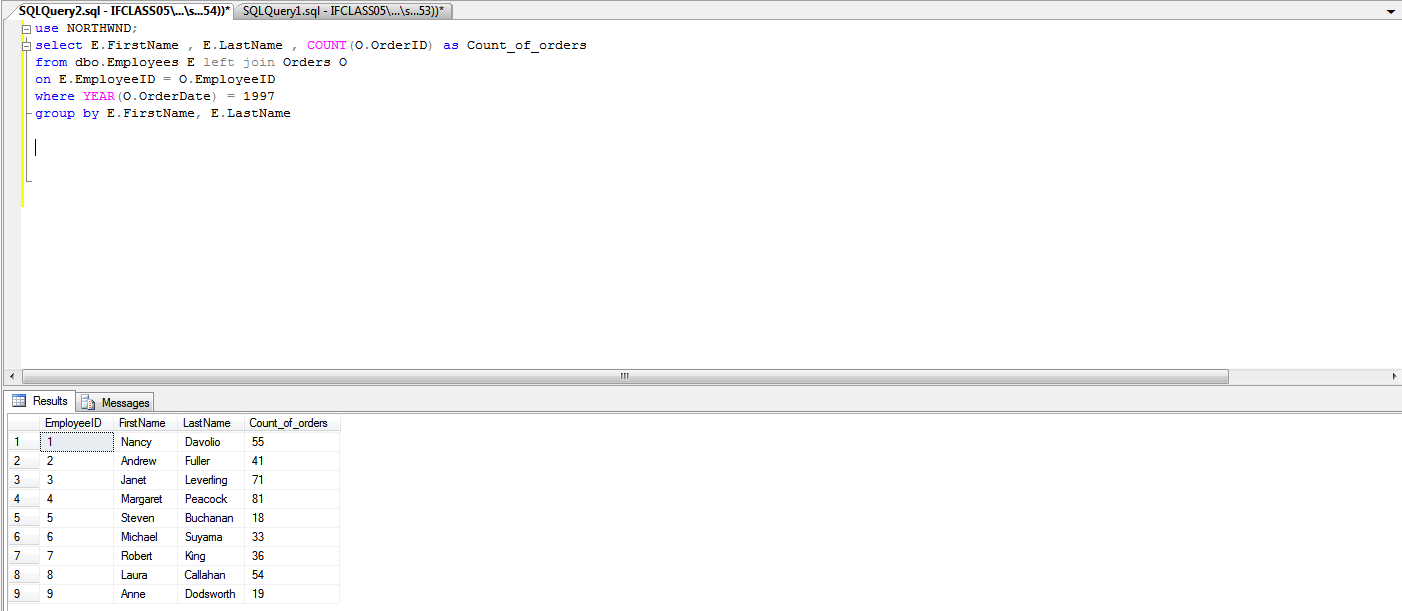 SQLQuery2.sql - IFCLASS05\...\s...54))* SQLQuery1.sql - IFCLASS05\...\s...53))*
use NORTHWND;
select E.FirstName , E.LastName , COUNT(O.OrderID) as Count_of_orders
from dbo.Employees E left join Orders O
on E.EmployeeID = O.EmployeeID
where YEAR(O.OrderDate) = 1997
group by E.FirstName, E.LastName
Results Messages
EmployeeID FirstName LastName Count_of_orders
1 1 Nancy Davolio 55
2 2 Andrew Fuller 41
3 3 Janet Leverling 71
4 4 Margaret Peacock 81
5 5 Steven Buchanan 18
6 6 Michael Suyama 33
7 7 Robert King 36
8 8 Laura Callahan 54
9 9 Anne Dodsworth 19